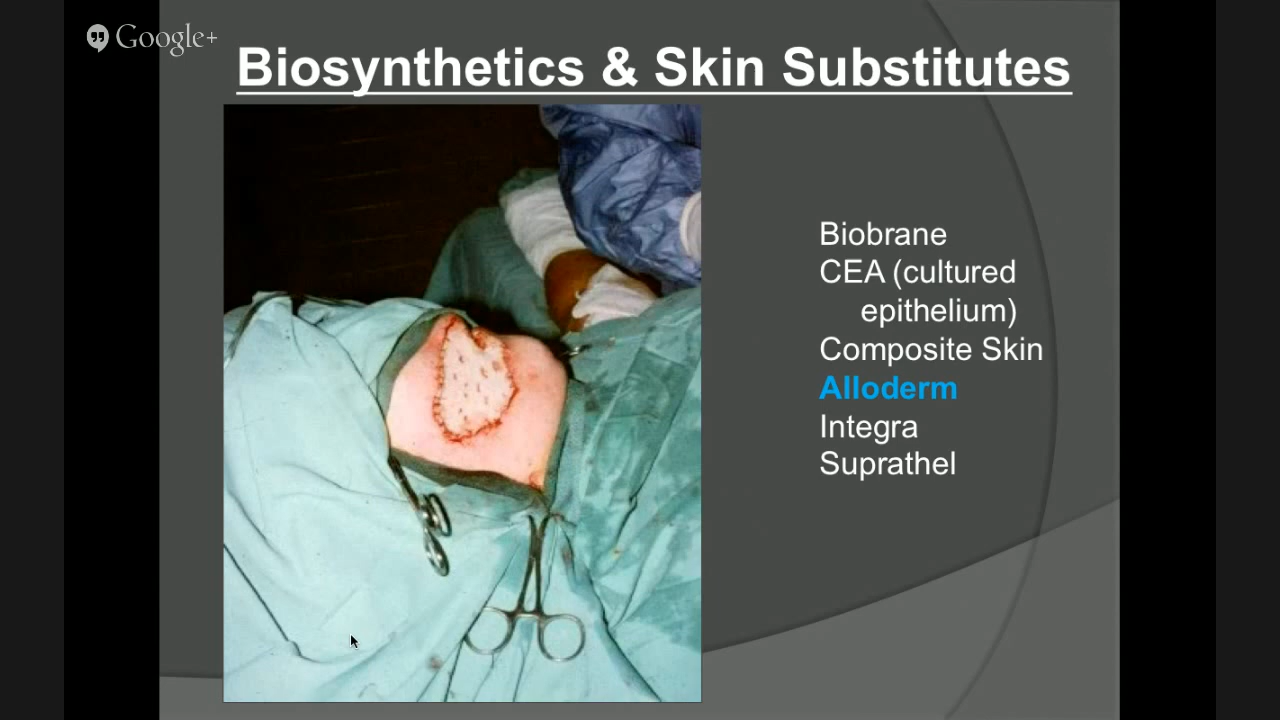 Google+
Biosynthetics & Skin Substitutes
Biobrane
CEA (cultured
epithelium)
Composite Skin
Alloderm
Integra
Suprathel